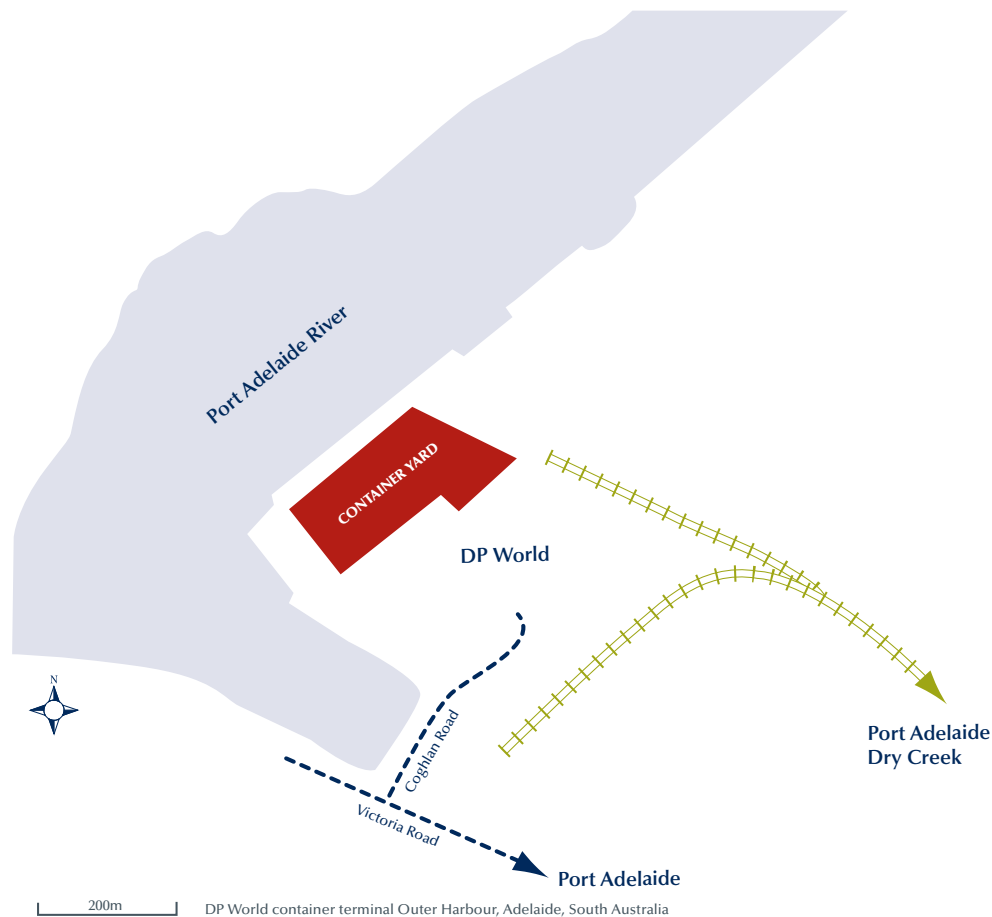 Port Adelaide River
CONTAINER YARD
DP World
N
Coghlan Road
Port Adelaide
Dry Creek
Victoria Road
Port Adelaide
200m
DP World container terminal Outer Harbour, Adelaide, South Australia